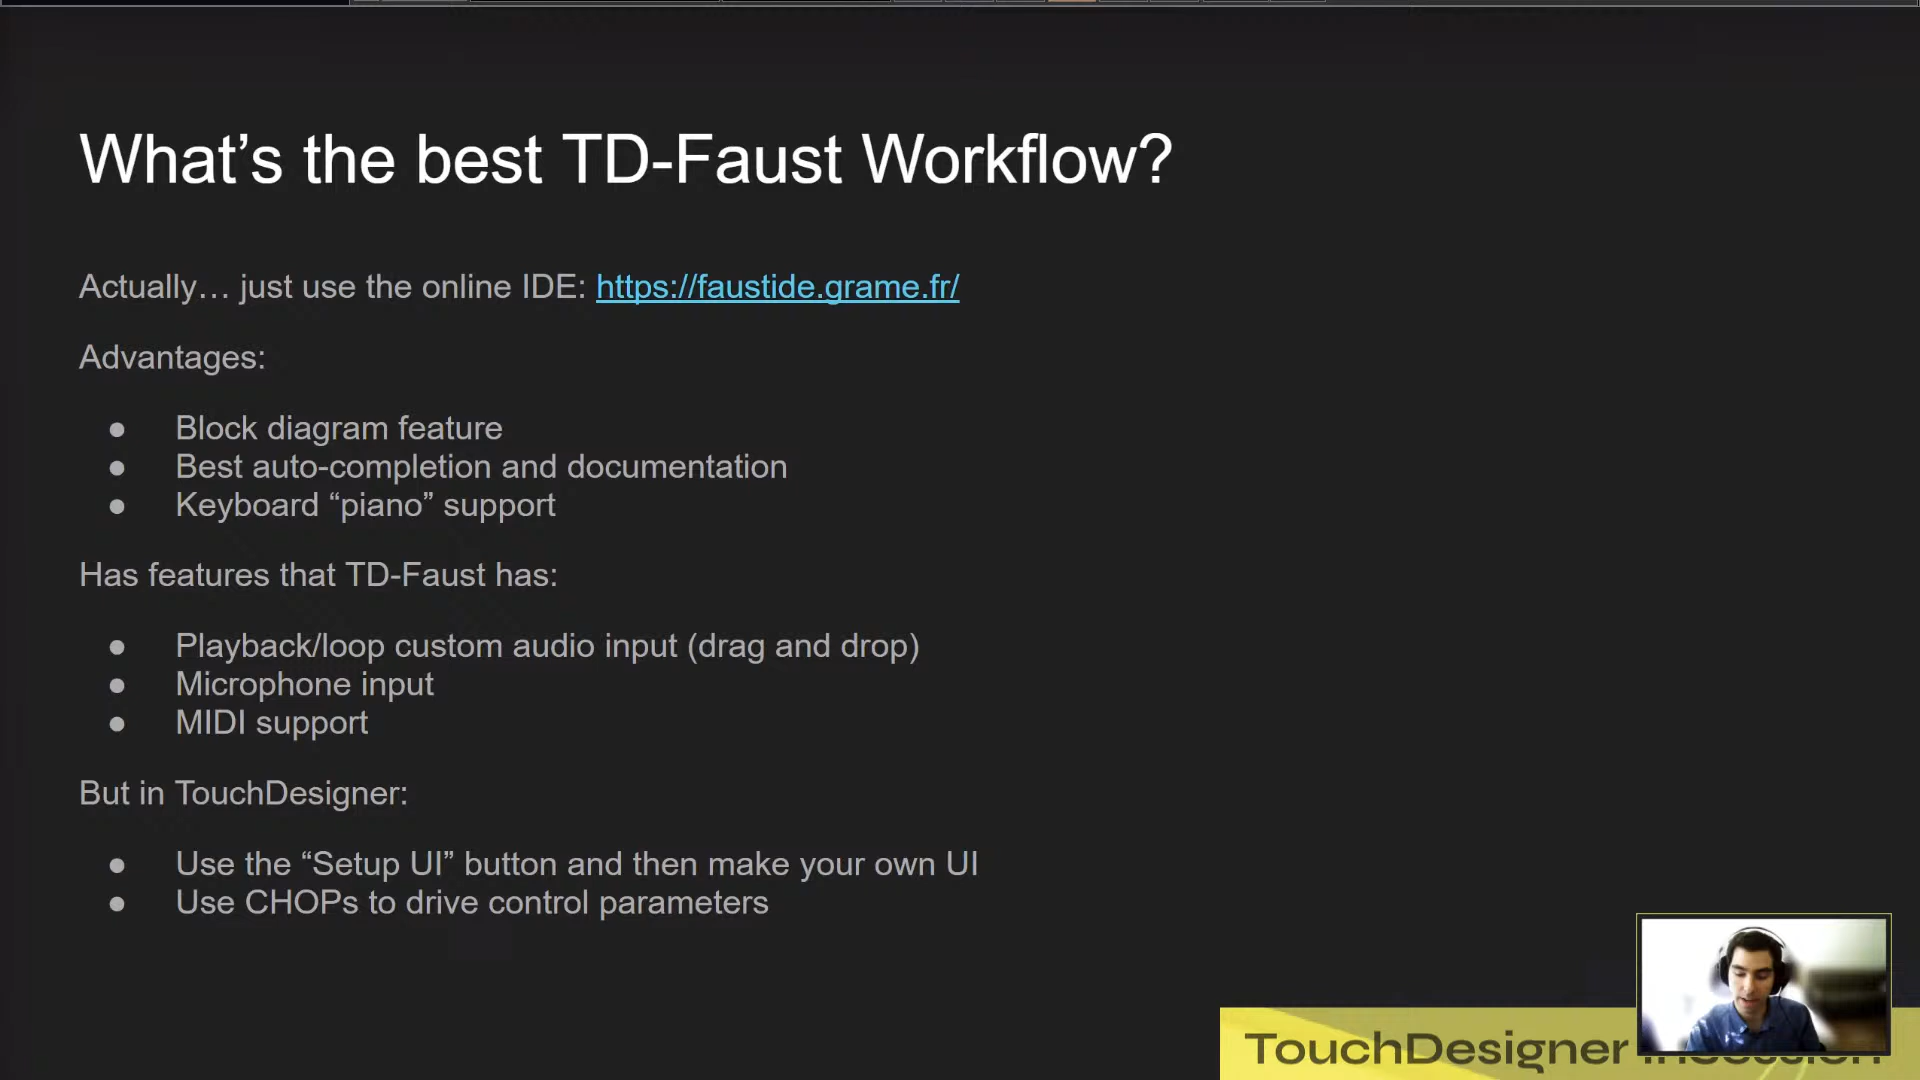 What’s the best TD-Faust Workflow?
Actually… just use the online IDE: https://faustide.grame.fr/
Advantages:
● Block diagram feature
● Best auto-completion and documentation
● Keyboard “piano” support
Has features that TD-Faust has:
● Playback/loop custom audio input (drag and drop)
● Microphone input
● MIDI support
But in TouchDesigner:
● Use the “Setup UI” button and then make your own UI
● Use CHOPs to drive control parameters
TouchDesigner